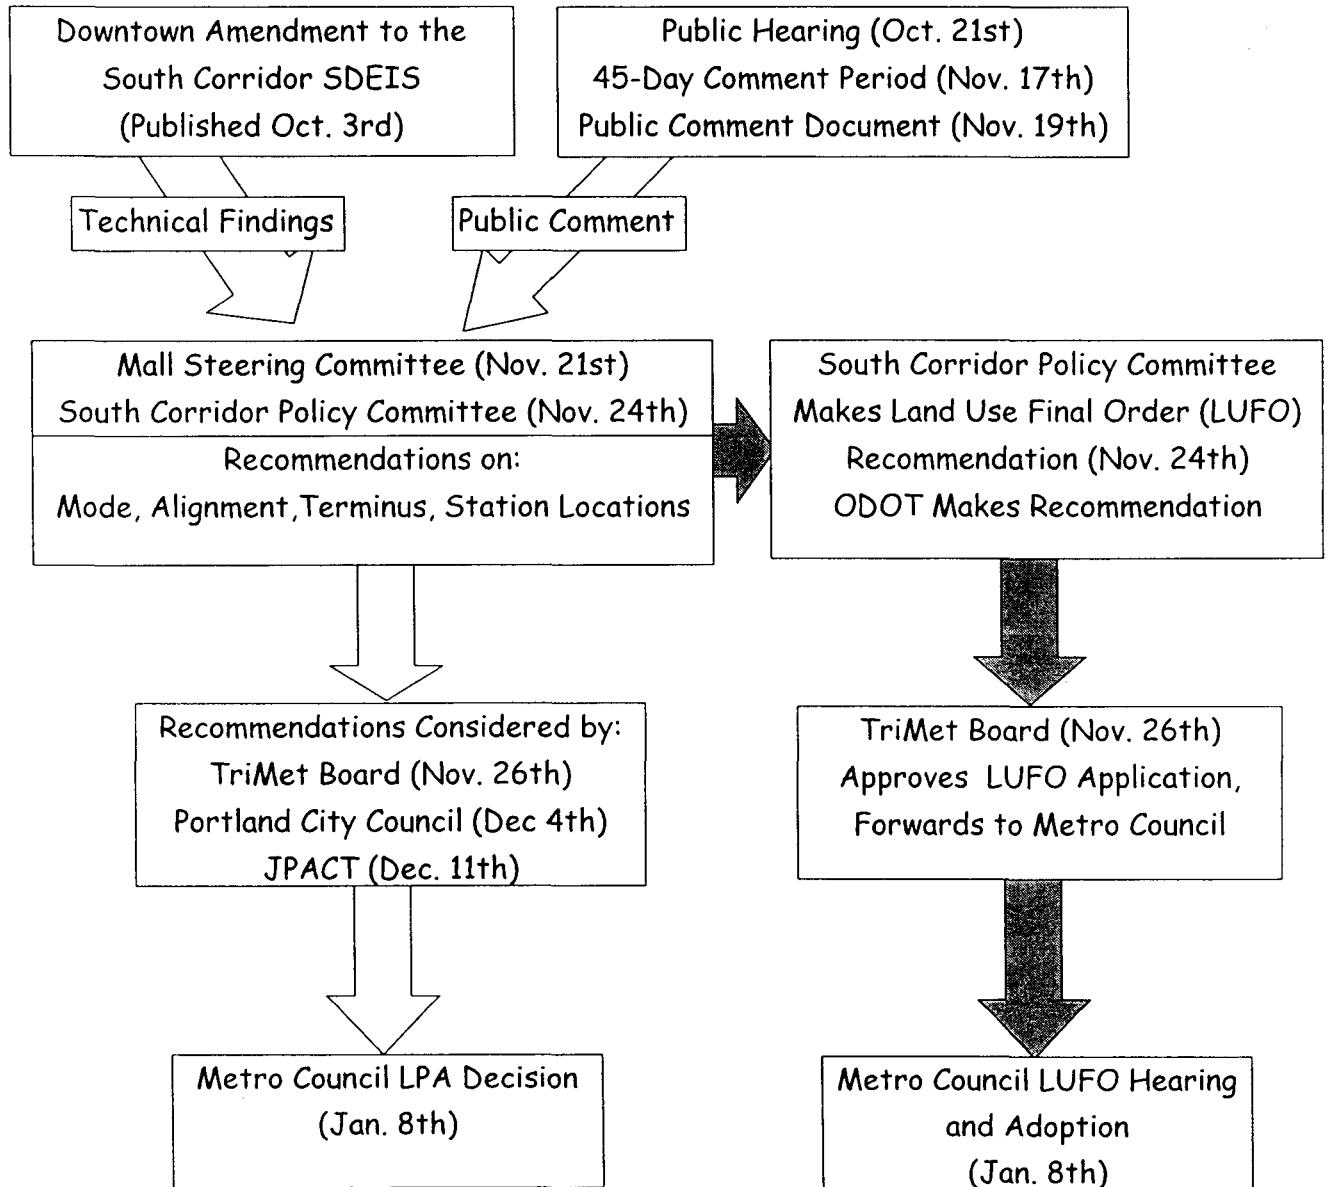 Downtown Amendment to the
South Corridor SDEIS
(Published Oct. 3rd)
Public Hearing (Oct. 21st)
45-Day Comment Period (Nov. 17th)
Public Comment Document (Nov. 19th)
Technical Findings
Public Comment
Mall Steering Committee (Nov. 21st)
South Corridor Policy Committee (Nov. 24th)
Recommendations on:
Mode, Alignment,Terminus, Station Locations
South Corridor Policy Committee
Makes Land Use Final Order (LUFO)
Recommendation (Nov. 24th)
ODOT Makes Recommendation
Recommendations Considered by:
TriMet Board (Nov. 26th)
Portland City Council (Dec 4th)
JPACT (Dec. 11th)
TriMet Board (Nov. 26th)
Approves LUFO Application,
Forwards to Metro Council
Metro Council LPA Decision
(Jan. 8th)
Metro Council LUFO Hearing
and Adoption
(Jan. 8th)